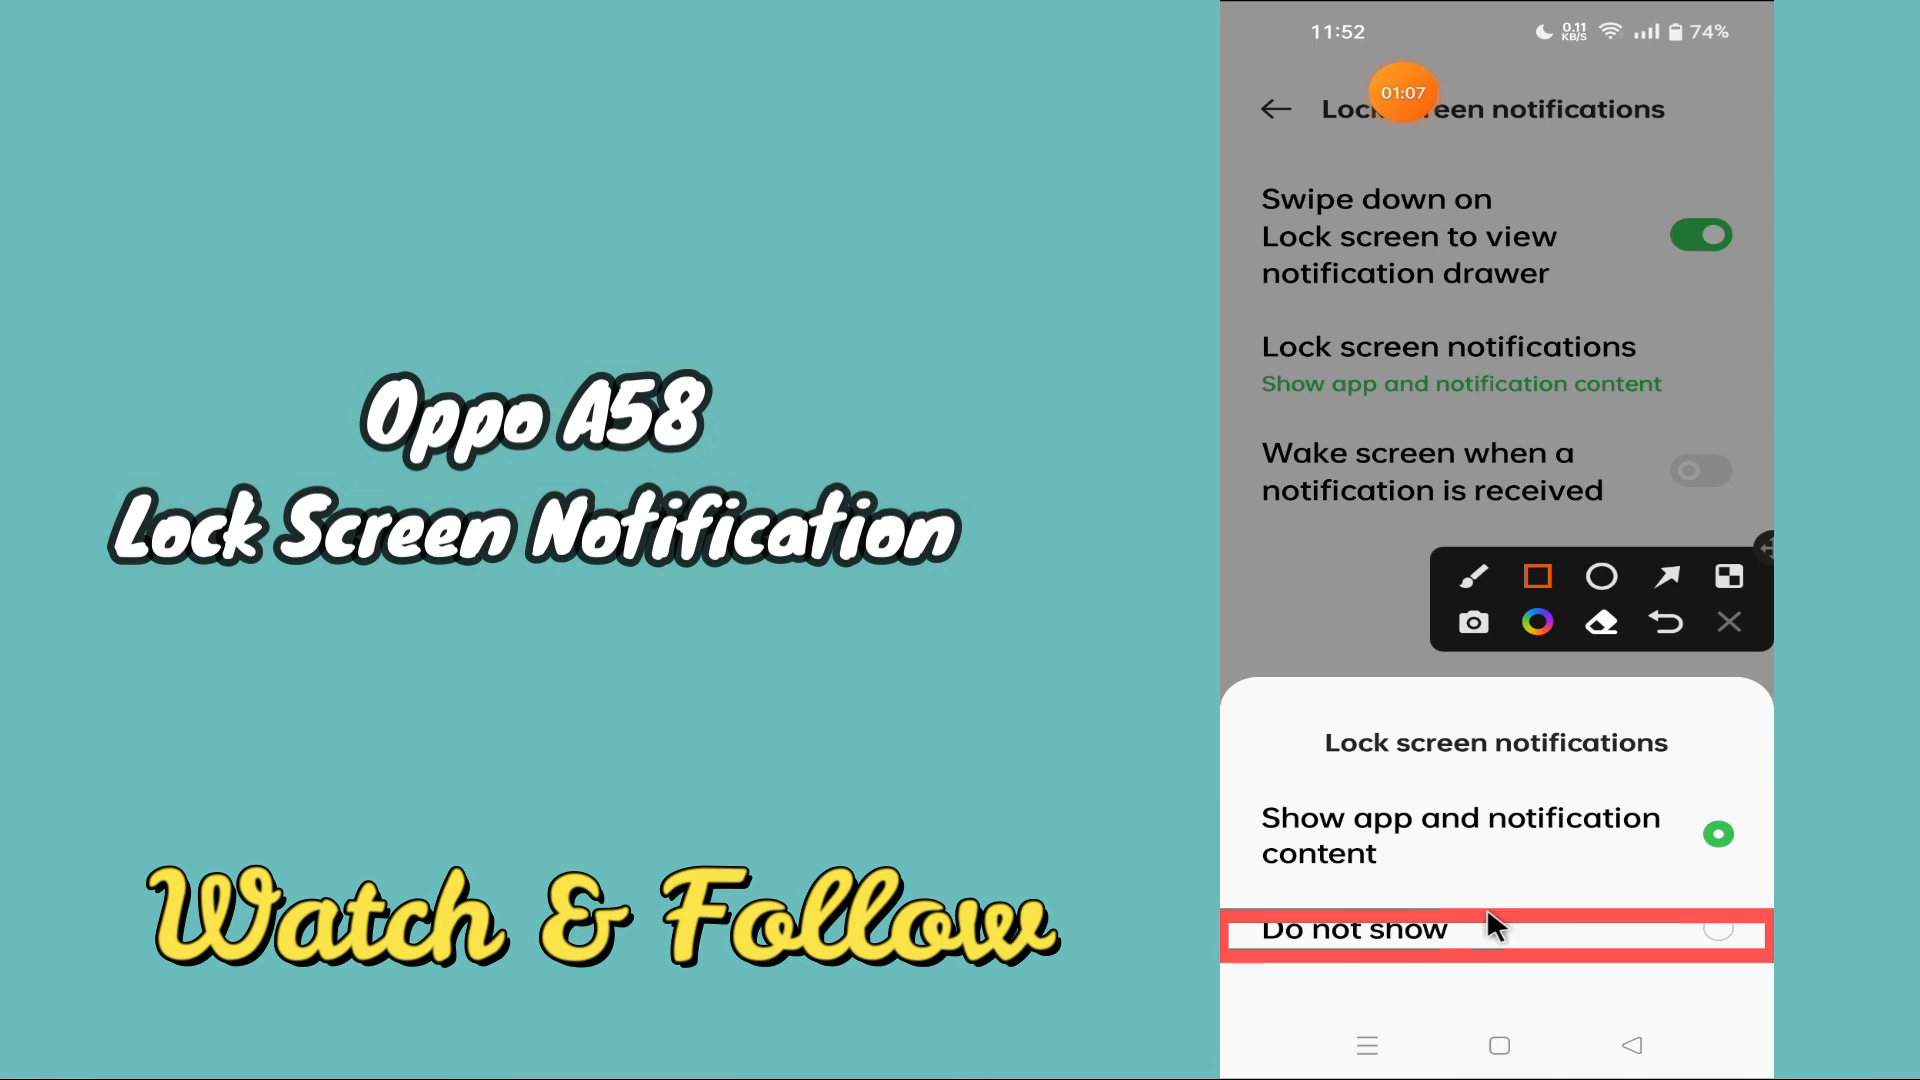 Oppo A58
Lock Screen Notification
Watch & Follow
11:52
0.11
KB/S
74%
01:07
Lock screen notifications
Swipe down on
Lock screen to view
notification drawer
Lock screen notifications
Show app and notification content
Wake screen when a
notification is received
Lock screen notifications
Show app and notification
content
Do not show